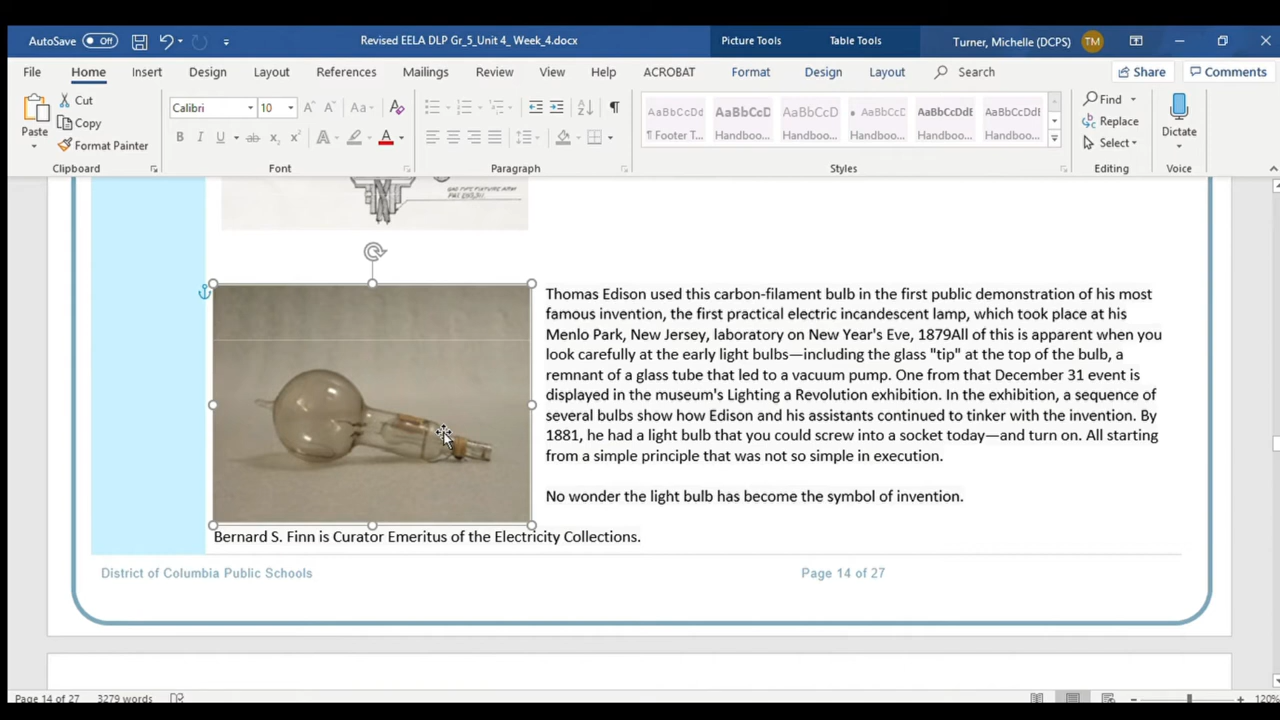 AutoSave Off Revised EELA DLP Gr_5_Unit 4_ Week_4.docx Picture Tools Table Tools Turner, Michelle (DCPS) TM
File Home Insert Design Layout References Mailings Review View Help ACROBAT Format Design Layout Search Share Comments
Paste
Cut
Copy
Format Painter
Clipboard
Calibri 10
Font
Paragraph
AaBbCcDd AaBbCcD AaBbCcDd AaBbCcDd AaBbCcDdE AaBbCcDdE
¶ Footer T... Handboo... Handboo... Handboo... Handboo... Handboo...
Styles
Find
Replace
Select
Editing
Dictate
Voice
Thomas Edison used this carbon-filament bulb in the first public demonstration of his most
famous invention, the first practical electric incandescent lamp, which took place at his
Menlo Park, New Jersey, laboratory on New Year's Eve, 1879All of this is apparent when you
look carefully at the early light bulbs—including the glass "tip" at the top of the bulb, a
remnant of a glass tube that led to a vacuum pump. One from that December 31 event is
displayed in the museum's Lighting a Revolution exhibition. In the exhibition, a sequence of
several bulbs show how Edison and his assistants continued to tinker with the invention. By
1881, he had a light bulb that you could screw into a socket today—and turn on. All starting
from a simple principle that was not so simple in execution.
No wonder the light bulb has become the symbol of invention.
Bernard S. Finn is Curator Emeritus of the Electricity Collections.
District of Columbia Public Schools Page 14 of 27
Page 14 of 27 3279 words 120%